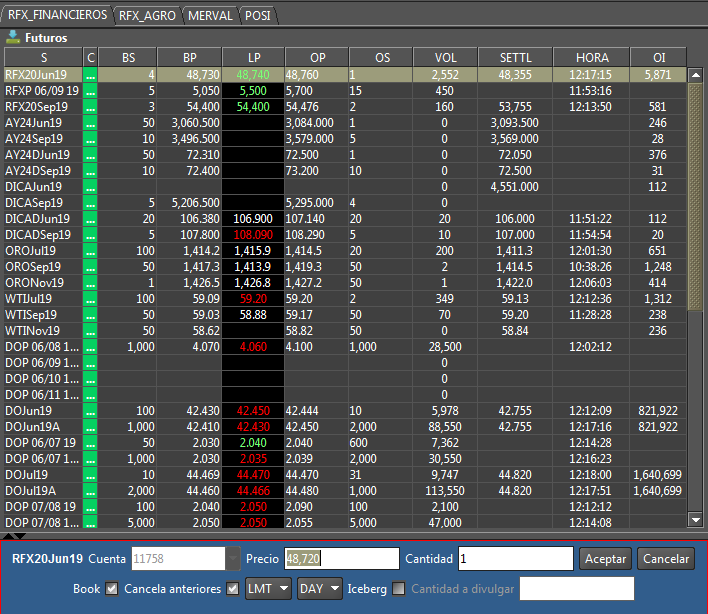 RFX_FINANCIEROS RFX_AGRO MERVAL POSI
Futuros
S C BS BP LP OP OS VOL SETTL HORA OI
RFX20Jun19 ... 4 48,730 48,740 48,760 1 2,552 48,355 12:17:15 5,871
RFXP 06/09 19 ... 5 5,050 5,500 5,700 15 450 11:53:16
RFX20Sep19 ... 3 54,400 54,400 54,476 2 160 53,755 12:13:50 581
AY24Jun19 ... 50 3,060.500 3,084.000 1 0 3,093.500 246
AY24Sep19 ... 10 3,496.500 3,579.000 5 0 3,569.000 28
AY24DJun19 ... 50 72.310 72.500 1 0 72.050 376
AY24DSep19 ... 10 72.400 73.200 10 0 72.500 31
DICAJun19 ... 0 4,551.000 112
DICASep19 ... 5 5,206.500 5,295.000 4 0
DICADJun19 ... 20 106.380 106.900 107.140 20 20 106.000 11:51:22 112
DICADSep19 ... 5 107.800 108.090 108.290 5 10 107.000 11:54:54 20
OROJul19 ... 100 1,414.2 1,415.9 1,414.5 20 200 1,411.3 12:01:30 651
OROSep19 ... 50 1,417.3 1,413.9 1,419.3 50 2 1,414.5 10:38:26 1,248
ORONov19 ... 1 1,426.5 1,426.8 1,427.2 50 1 1,422.0 12:06:03 414
WTIJul19 ... 100 59.09 59.20 59.20 2 349 59.13 12:12:36 1,312
WTISep19 ... 50 59.03 58.88 59.17 50 70 59.20 11:28:28 238
WTINov19 ... 50 58.62 58.82 50 0 58.84 236
DOP 06/08 1... ... 1,000 4.070 4.060 4.100 1,000 28,500 12:02:12
DOP 06/09 1... ... 0
DOP 06/10 1... ... 0
DOP 06/11 1... ... 0
DOJun19 ... 100 42.430 42.450 42.444 10 5,978 42.755 12:12:09 821,922
DOJun19A ... 1,000 42.410 42.430 42.450 2,000 88,550 42.755 12:17:16 821,922
DOP 06/07 19 ... 50 2.030 2.040 2.040 600 7,362 12:14:28
DOP 06/07 1... ... 1,000 2.030 2.035 2.039 2,000 30,550 12:16:23
DOJul19 ... 10 44.469 44.470 44.470 31 9,747 44.820 12:18:00 1,640,699
DOJul19A ... 2,000 44.460 44.466 44.480 1,000 113,550 44.820 12:17:51 1,640,699
DOP 07/08 19 ... 100 2.040 2.050 2.090 100 2,100 12:12:12
DOP 07/08 1... ... 5,000 2.050 2.050 2.055 5,000 47,000 12:14:08
RFX20Jun19 Cuenta 11758 Precio 48,720 Cantidad 1 Aceptar Cancelar
Book Cancela anteriores LMT DAY Iceberg Cantidad a divulgar